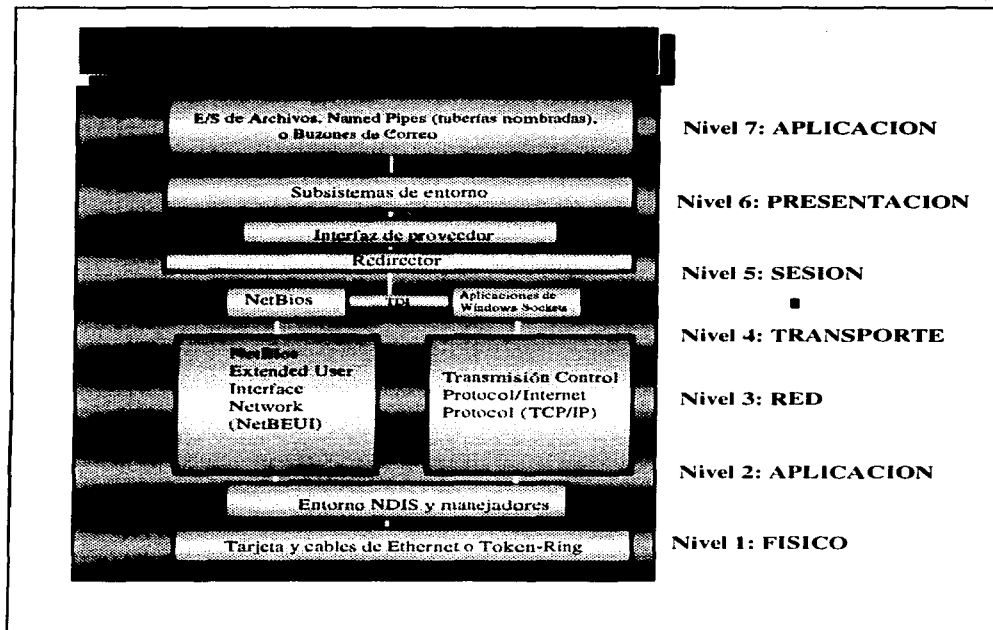 E/S de Archivos, Named Pipes (tuberías nombradas),
o Buzones de Correo
Nivel 7: APLICACION
Subsistemas de entorno
Nivel 6: PRESENTACION
Interfaz de proveedor
Redirector
Nivel 5: SESION
NetBios
TDI
Aplicaciones de
Windows Sockets
Nivel 4: TRANSPORTE
NetBios
Extended User
Interface
Network
(NetBEUI)
Transmisión Control
Protocol/Internet
Protocol (TCP/IP)
Nivel 3: RED
Nivel 2: APLICACION
Entorno NDIS y manejadores
Tarjeta y cables de Ethernet o Token-Ring
Nivel 1: FISICO